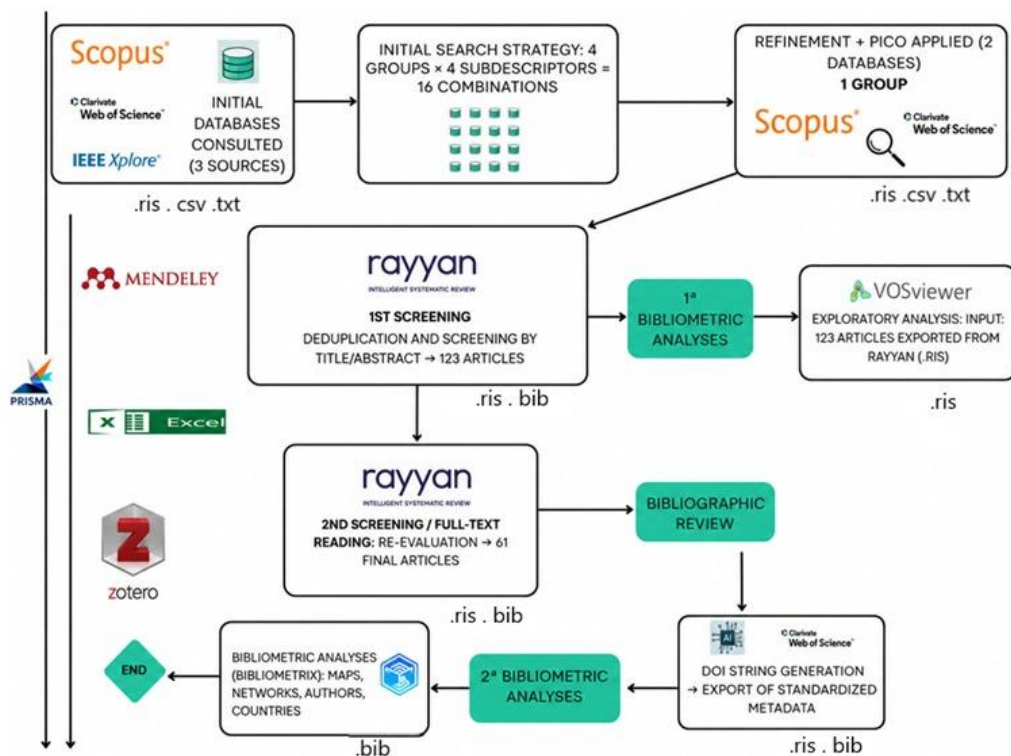 Scopus®
Clarivate
Web of Science™
IEEE Xplore®
INITIAL
DATABASES
CONSULTED
(3 SOURCES)
.ris . csv .txt
INITIAL SEARCH STRATEGY: 4
GROUPS × 4 SUBDESCRIPTORS =
16 COMBINATIONS
REFINEMENT + PICO APPLIED (2
DATABASES)
1 GROUP
Scopus®
Clarivate
Web of Science™
.ris .csv .txt
MENDELEY
rayyan
INTELLIGENT SYSTEMATIC REVIEW
1ST SCREENING
DEDUPLICATION AND SCREENING BY
TITLE/ABSTRACT → 123 ARTICLES
.ris . bib
1ª
BIBLIOMETRIC
ANALYSES
VOSviewer
EXPLORATORY ANALYSIS: INPUT:
123 ARTICLES EXPORTED FROM
RAYYAN (.RIS)
.ris
PRISMA
X Excel
rayyan
INTELLIGENT SYSTEMATIC REVIEW
2ND SCREENING / FULL-TEXT
READING: RE-EVALUATION → 61
FINAL ARTICLES
.ris . bib
BIBLIOGRAPHIC
REVIEW
Z
zotero
AI
Clarivate
Web of Science™
DOI STRING GENERATION
→ EXPORT OF STANDARDIZED
METADATA
.ris . bib
2ª BIBLIOMETRIC
ANALYSES
BIBLIOMETRIC ANALYSES
(BIBLIOMETRIX): MAPS,
NETWORKS, AUTHORS,
COUNTRIES
.bib
END